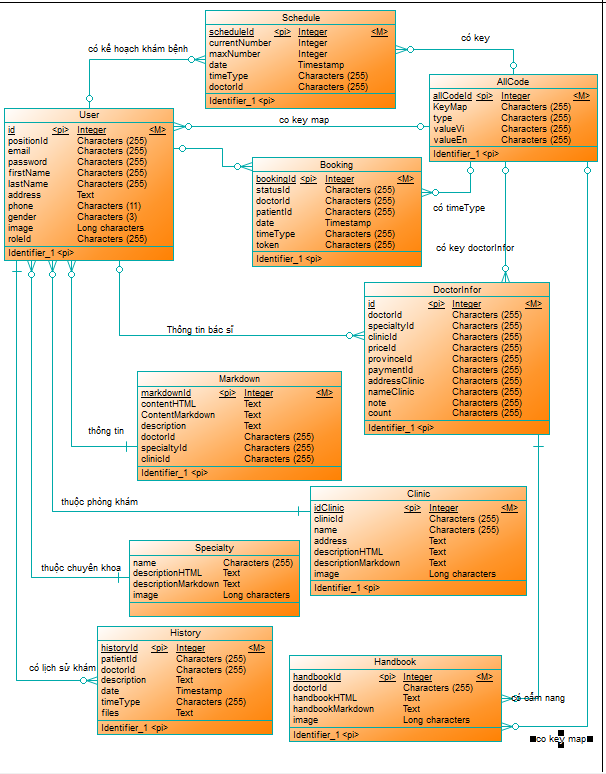 Schedule
scheduleId <pi> Integer <M>
currentNumber Integer
maxNumber Integer
date Timestamp
timeType Characters (255)
doctorId Characters (255)
Identifier_1 <pi>
có kế hoạch khám bệnh
có key
AllCode
allCodeId <pi> Integer <M>
KeyMap Characters (255)
type Characters (255)
valueVi Characters (255)
valueEn Characters (255)
Identifier_1 <pi>
User
id <pi> Integer <M>
positionId Characters (255)
email Characters (255)
password Characters (255)
firstName Characters (255)
lastName Characters (255)
address Text
phone Characters (11)
gender Characters (3)
image Long characters
roleId Characters (255)
Identifier_1 <pi>
co key map
Booking
bookingId <pi> Integer <M>
statusId Characters (255)
doctorId Characters (255)
patientId Characters (255)
date Timestamp
timeType Characters (255)
token Characters (255)
Identifier_1 <pi>
có timeType
có key doctorInfor
DoctorInfor
id <pi> Integer <M>
doctorId Characters (255)
specialtyId Characters (255)
clinicId Characters (255)
priceId Characters (255)
provinceId Characters (255)
paymentId Characters (255)
addressClinic Characters (255)
nameClinic Characters (255)
note Characters (255)
count Characters (255)
Identifier_1 <pi>
Thông tin bác sĩ
Markdown
markdownId <pi> Integer <M>
contentHTML Text
ContentMarkdown Text
description Text
doctorId Characters (255)
specialtyId Characters (255)
clinicId Characters (255)
Identifier_1 <pi>
thông tin
thuộc phòng khám
Clinic
idClinic <pi> Integer <M>
clinicId Characters (255)
name Characters (255)
address Text
descriptionHTML Text
descriptionMarkdown Text
image Long characters
Identifier_1 <pi>
Specialty
name Characters (255)
descriptionHTML Text
descriptionMarkdown Text
image Long characters
thuộc chuyên khoa
History
historyId <pi> Integer <M>
patientId Characters (255)
doctorId Characters (255)
description Text
date Timestamp
timeType Characters (255)
files Text
Identifier_1 <pi>
có lịch sử khám
Handbook
handbookId <pi> Integer <M>
doctorId Characters (255)
handbookHTML Text
handbookMarkdown Text
image Long characters
Identifier_1 <pi>
có cẩm nang
co key map